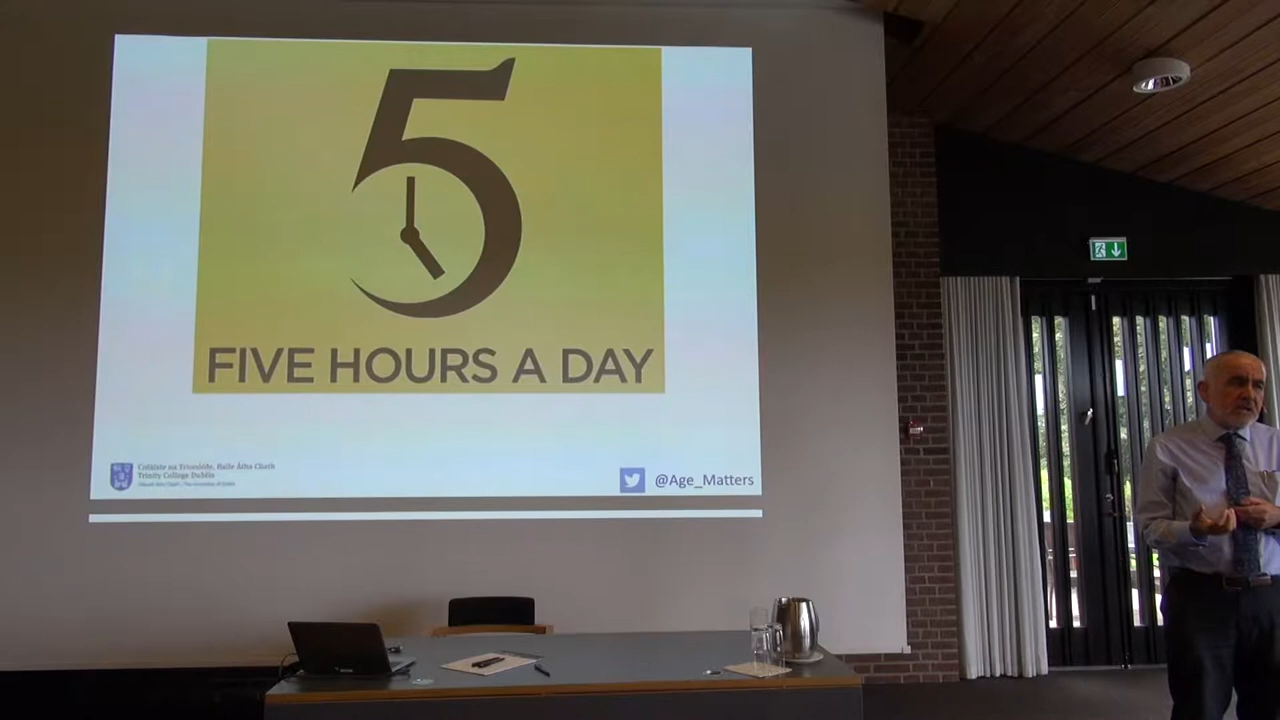 5
FIVE HOURS A DAY
Coláiste na Tríonóide, Baile Átha Cliath
Trinity College Dublin
@Age_Matters